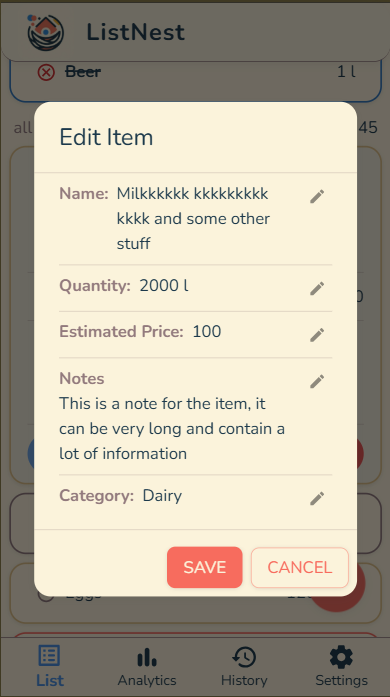 ListNest
Beer 1 l
all 45
Edit Item
Name: Milkkkkkk kkkkkkkkk
kkkk and some other
stuff
0
Quantity: 2000 l
Estimated Price: 100
Notes
This is a note for the item, it
can be very long and contain a
lot of information
Category: Dairy
SAVE CANCEL
Eggs
List Analytics History Settings